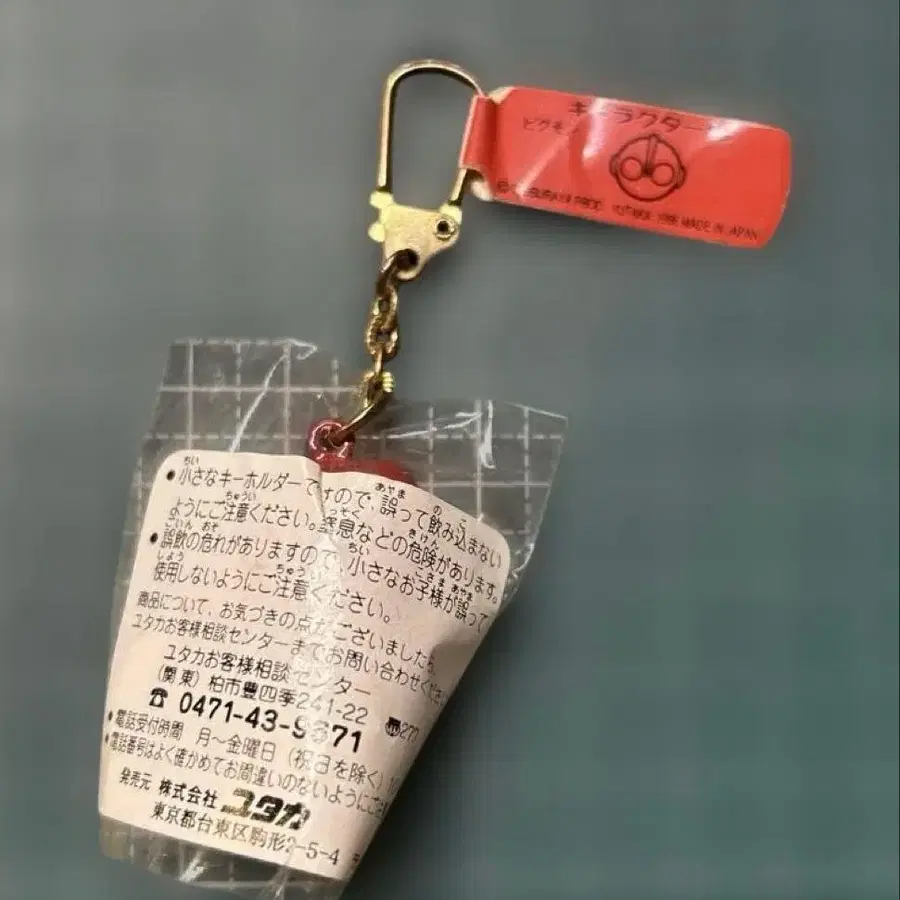 キャラクター
ピグモン
© TSUBURAYA PROD. YUTAKA MADE IN JAPAN
• 小さなキーホルダーですので、誤って飲み込まない
ようにご注意ください。窒息などの危険があります。
• 誤飲の恐れがありますので、小さなお子様が誤って
使用しないようにご注意ください。
商品について、お気づきの点がございましたら、
ユタカお客様相談センターまでお問い合わせください
ユタカお客様相談センター
(関東) 柏市豊四季241-22 〠277
☎ 0471-43-9371
• 電話受付時間 月〜金曜日 (祝日を除く)
• 電話番号はよく確かめてお間違いのないようにご
発売元 株式会社 ユタカ
東京都台東区駒形2-5-4